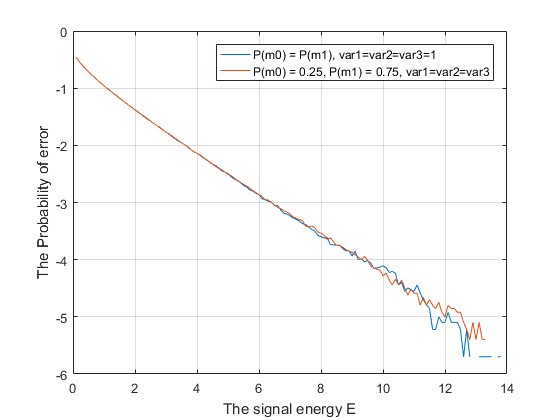 0
P(m0) = P(m1), var1=var2=var3=1
P(m0) = 0.25, P(m1) = 0.75, var1=var2=var3
-1
-2
-3
-4
-5
-6
The Probability of error
0 2 4 6 8 10 12 14
The signal energy E